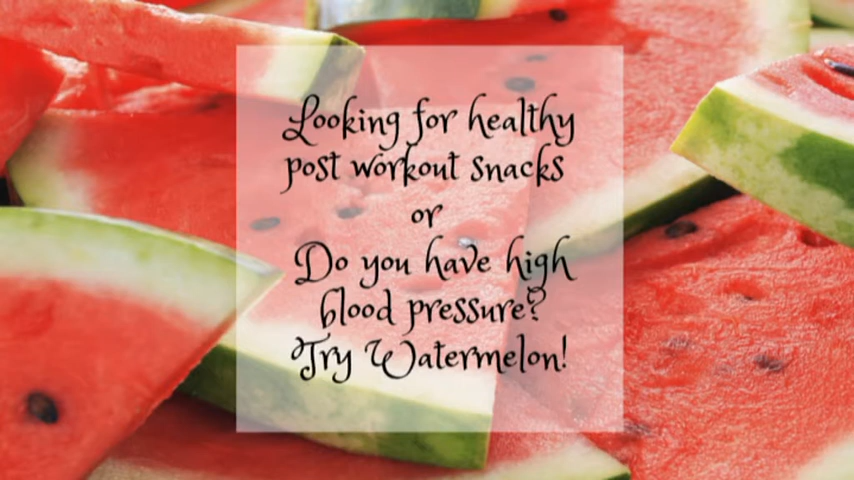 Looking for healthy
post workout snacks
or
Do you have high
blood pressure?
Try Watermelon!